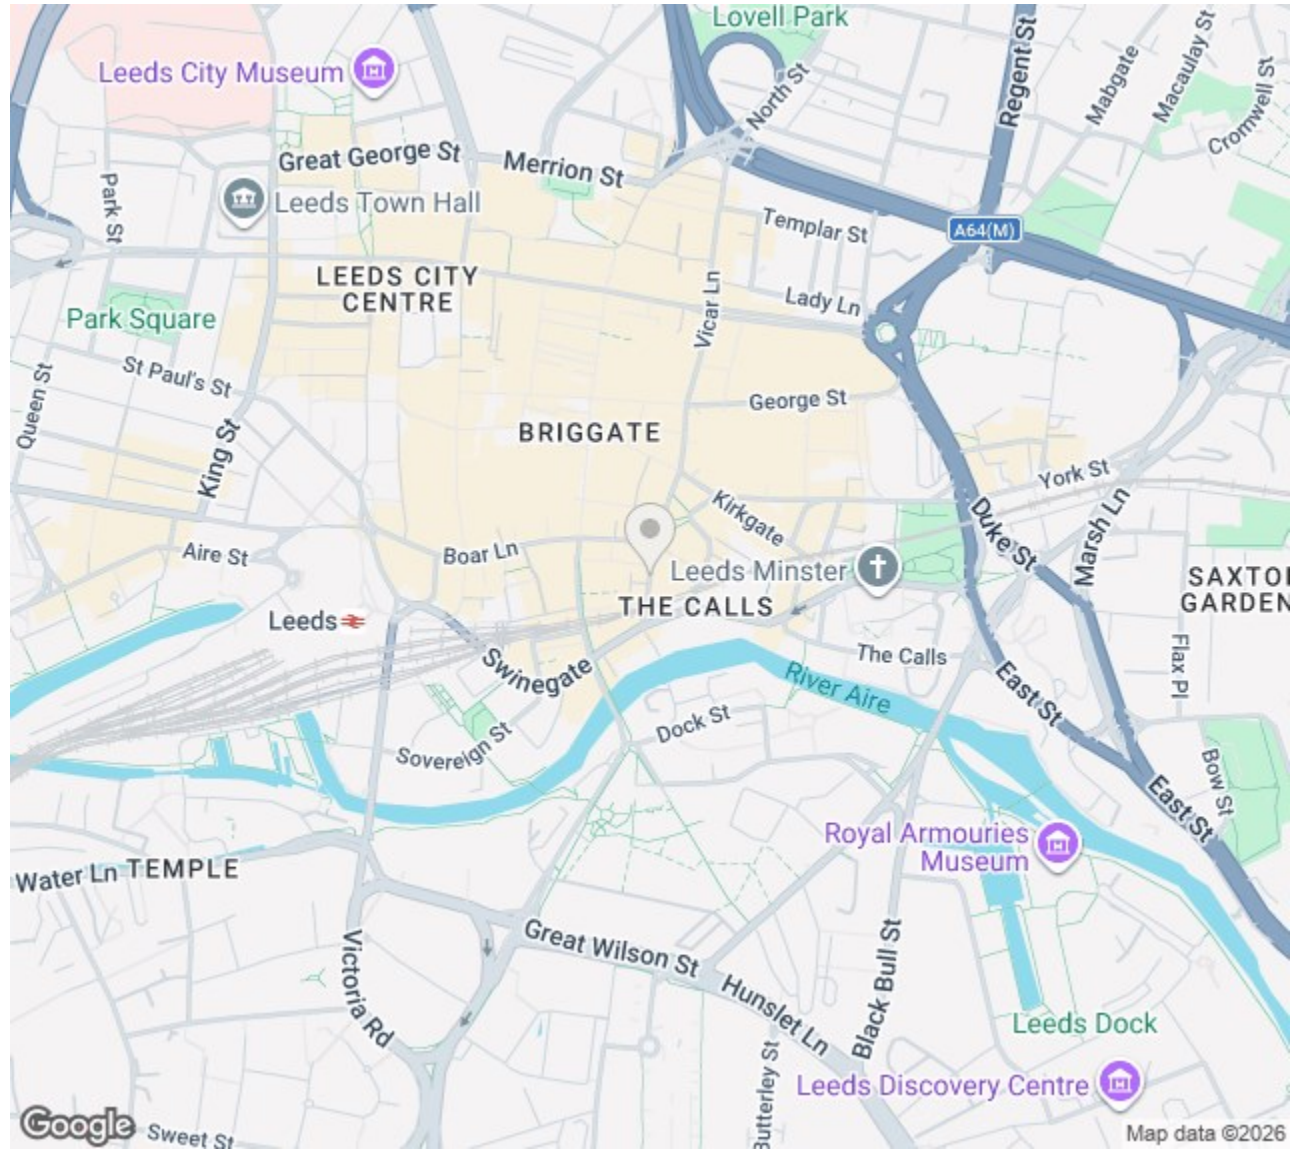 Lovell Park
Leeds City Museum
North St
Regent St
Mabgate
Macaulay St
Cromwell St
Great George St
Merrion St
Park St
Leeds Town Hall
Templar St
A64(M)
LEEDS CITY
CENTRE
Vicar Ln
Lady Ln
Park Square
St Paul's St
Queen St
King St
George St
BRIGGATE
York St
Kirkgate
Duke St
Marsh Ln
Aire St
Boar Ln
Leeds Minster
SAXTO
GARDEN
THE CALLS
Leeds
Swinegate
The Calls
Flax Pl
River Aire
East St
Dock St
Sovereign St
Bow St
East St
Royal Armouries
Museum
Water Ln
TEMPLE
Victoria Rd
Great Wilson St
Hunslet Ln
Black Bull St
Leeds Dock
Butterley St
Leeds Discovery Centre
Google
Sweet St
Map data ©2026